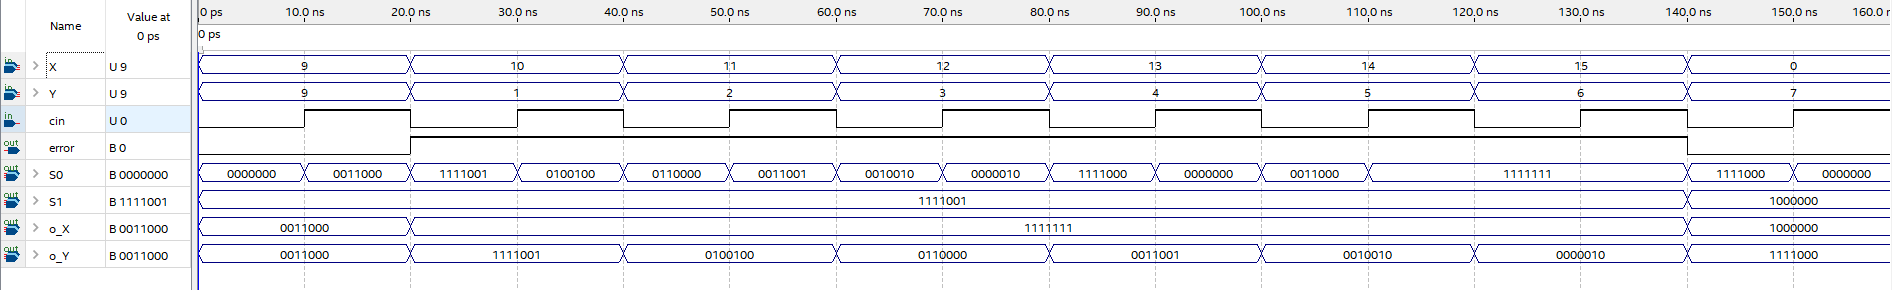 Name
Value at
0 ps
0 ps 10.0 ns 20.0 ns 30.0 ns 40.0 ns 50.0 ns 60.0 ns 70.0 ns 80.0 ns 90.0 ns 100.0 ns 110.0 ns 120.0 ns 130.0 ns 140.0 ns 150.0 ns 160.0 n
0 ps
in X U 9 9 10 11 12 13 14 15 0
in Y U 9 9 1 2 3 4 5 6 7
in cin U 0
out error B 0
out S0 B 0000000 0000000 0011000 1111001 0100100 0110000 0011001 0010010 0000010 1111000 0000000 0011000 1111111 1111000 0000000
out S1 B 1111001 1111001 1000000
out o_X B 0011000 0011000 1111111 1000000
out o_Y B 0011000 0011000 1111001 0100100 0110000 0011001 0010010 0000010 1111000